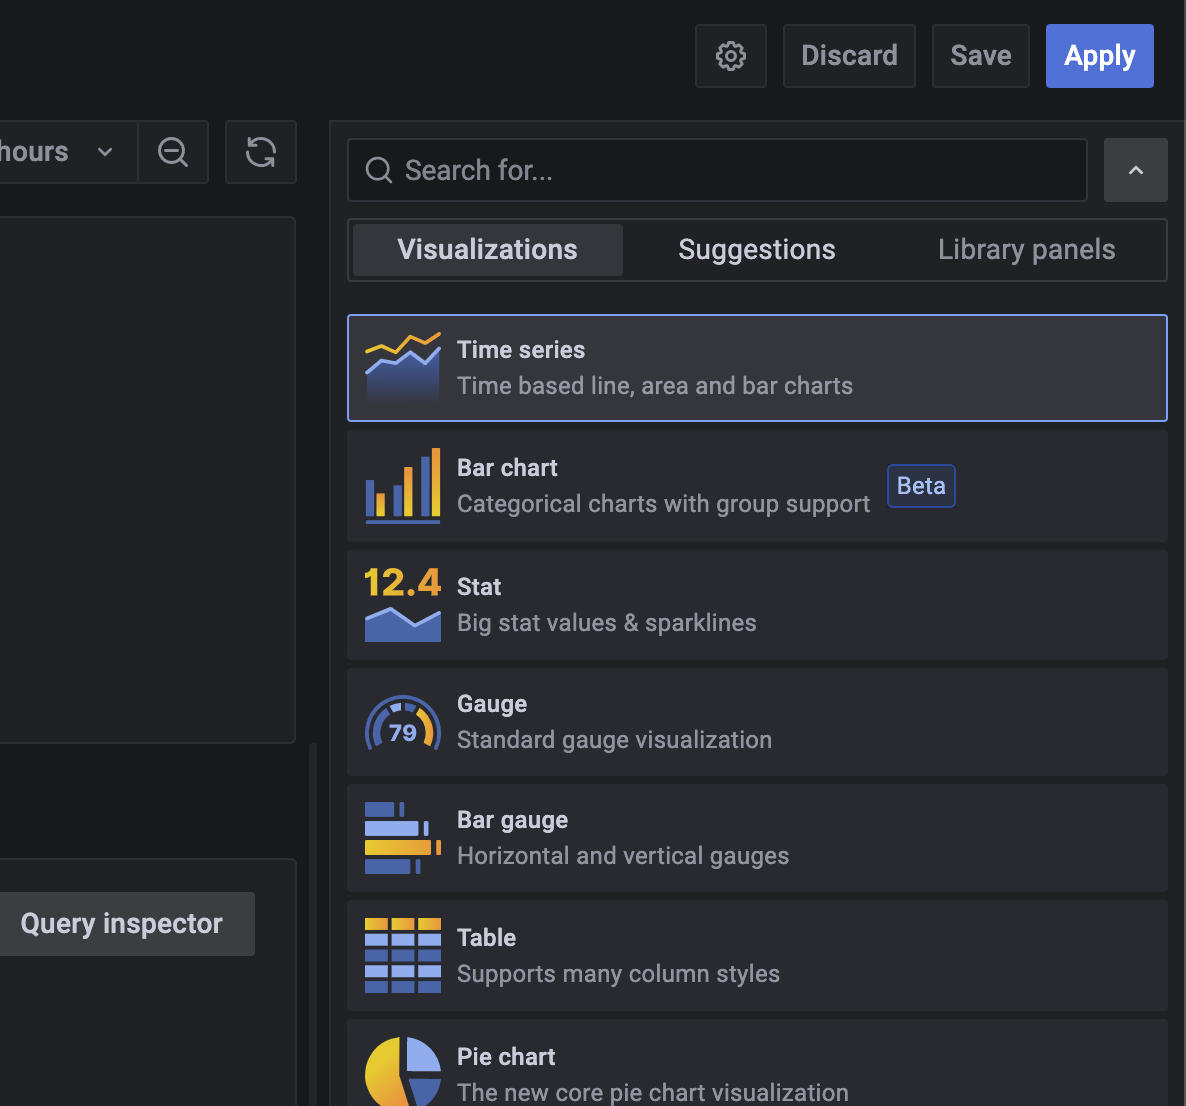 Discard
Save
Apply
hours
Search for...
Visualizations
Suggestions
Library panels
Time series
Time based line, area and bar charts
Bar chart
Categorical charts with group support
Beta
12.4
Stat
Big stat values & sparklines
79
Gauge
Standard gauge visualization
Bar gauge
Horizontal and vertical gauges
Query inspector
Table
Supports many column styles
Pie chart
The new core pie chart visualization